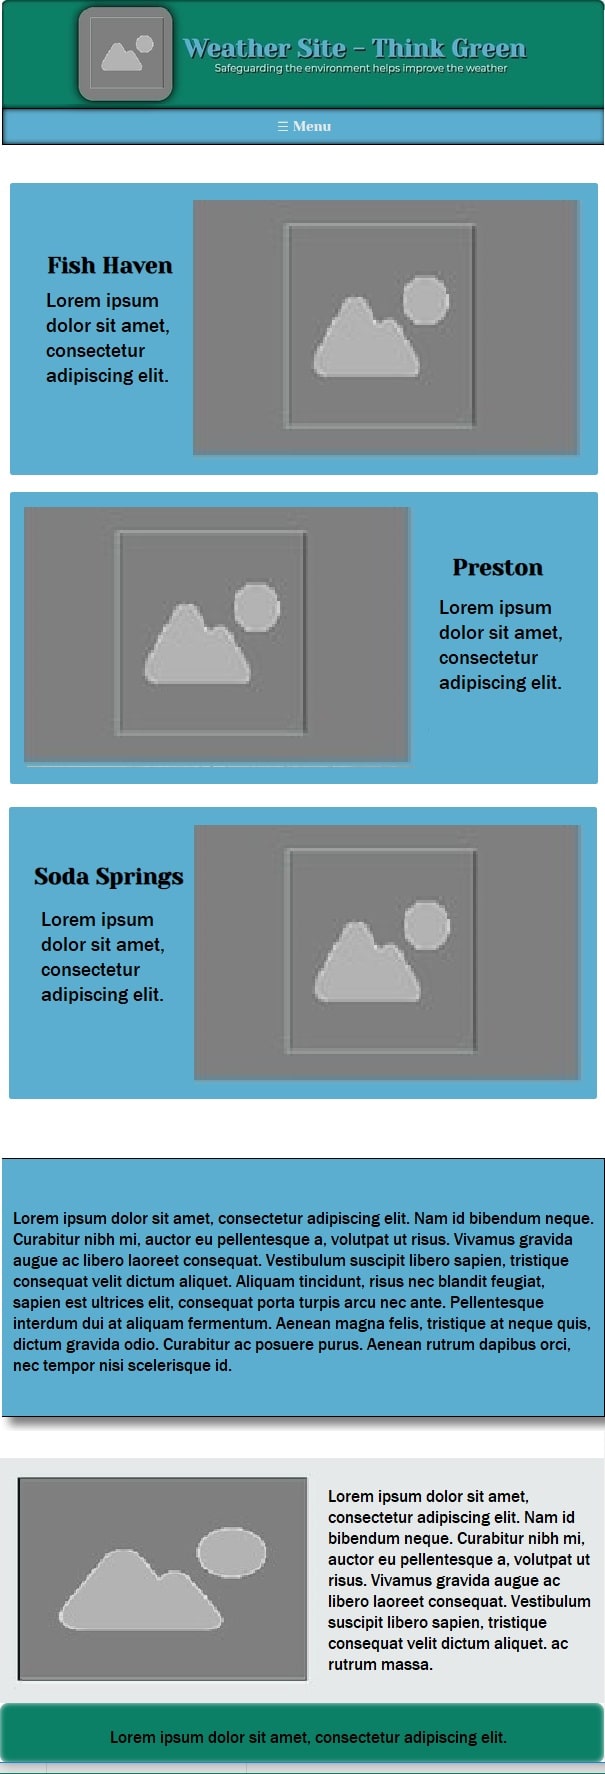 Weather Site - Think Green
Safeguarding the environment helps improve the weather
☰ Menu
Fish Haven
Lorem ipsum
dolor sit amet,
consectetur
adipiscing elit.
Preston
Lorem ipsum
dolor sit amet,
consectetur
adipiscing elit.
Soda Springs
Lorem ipsum
dolor sit amet,
consectetur
adipiscing elit.
Lorem ipsum dolor sit amet, consectetur adipiscing elit. Nam id bibendum neque.
Curabitur nibh mi, auctor eu pellentesque a, volutpat ut risus. Vivamus gravida
augue ac libero laoreet consequat. Vestibulum suscipit libero sapien, tristique
consequat velit dictum aliquet. Aliquam tincidunt, risus nec blandit feugiat,
sapien est ultrices elit, consequat porta turpis arcu nec ante. Pellentesque
interdum dui at aliquam fermentum. Aenean magna felis, tristique at neque quis,
dictum gravida odio. Curabitur ac posuere purus. Aenean rutrum dapibus orci,
nec tempor nisi scelerisque id.
Lorem ipsum dolor sit amet,
consectetur adipiscing elit. Nam id
bibendum neque. Curabitur nibh mi,
auctor eu pellentesque a, volutpat ut
risus. Vivamus gravida augue ac
libero laoreet consequat. Vestibulum
suscipit libero sapien, tristique
consequat velit dictum aliquet. ac
rutrum massa.
Lorem ipsum dolor sit amet, consectetur adipiscing elit.